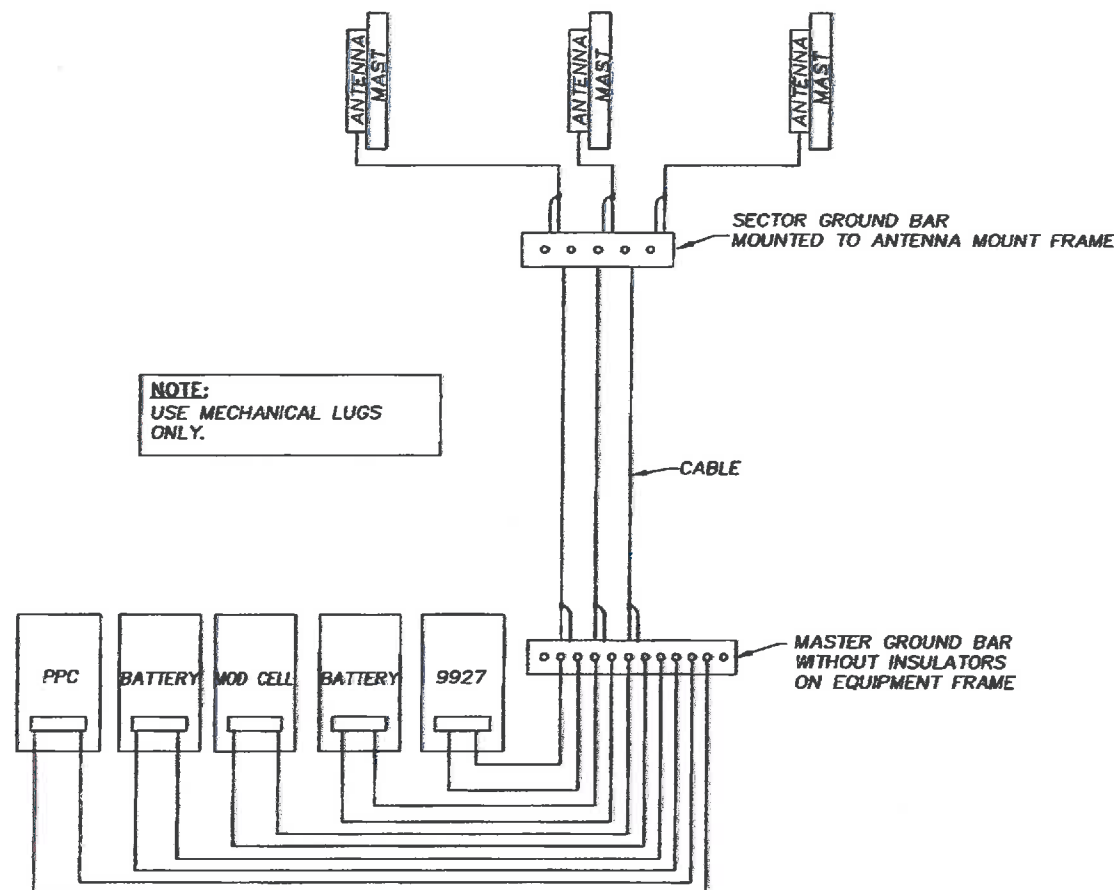 ANTENNA
MAST
ANTENNA
MAST
ANTENNA
MAST
SECTOR GROUND BAR
MOUNTED TO ANTENNA MOUNT FRAME
NOTE:
USE MECHANICAL LUGS
ONLY.
CABLE
PPC
BATTERY
MOD CELL
BATTERY
9927
MASTER GROUND BAR
WITHOUT INSULATORS
ON EQUIPMENT FRAME